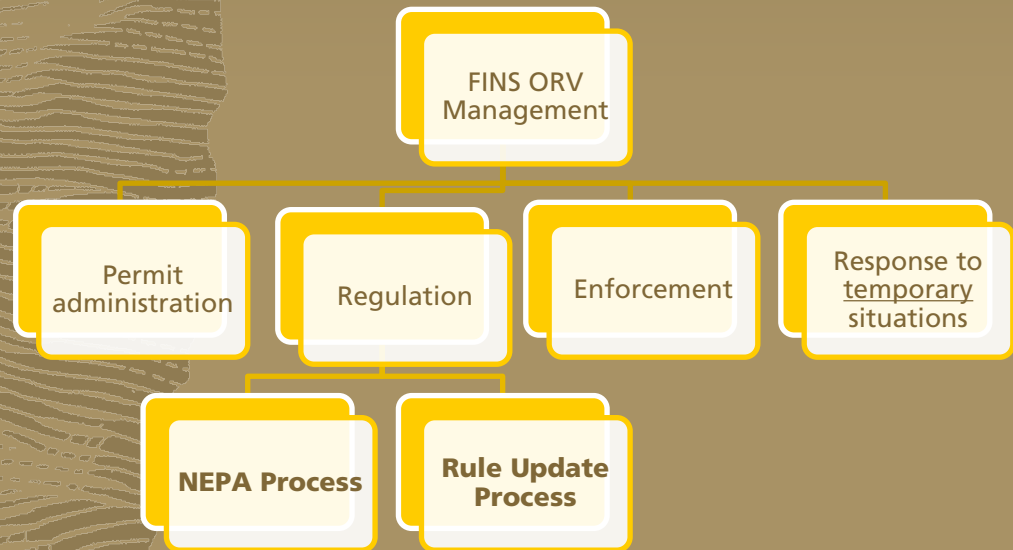 FINS ORV
Management
Permit
administration
Regulation
Enforcement
Response to
temporary
situations
NEPA Process
Rule Update
Process